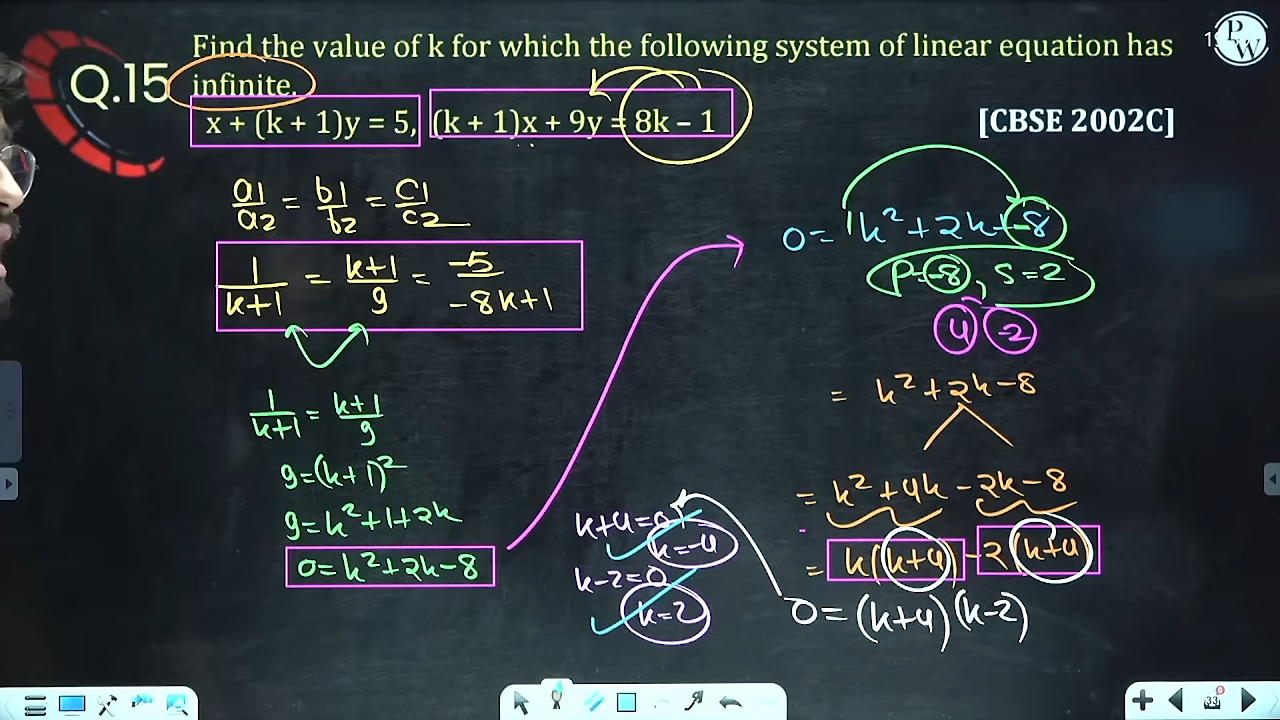 Q.15
Find the value of k for which the following system of linear equation has
infinite.
x + (k + 1)y = 5, (k + 1)x + 9y = 8k – 1
[CBSE 2002C]
PW
a1/a2 = b1/b2 = c1/c2
1/(k+1) = (k+1)/9 = -5/(-8k+1)
1/(k+1) = (k+1)/9
9=(k+1)²
9=k²+1+2k
0=k²+2k-8
0= 1k²+2k+-8
P=-8, S=2
4 -2
= k²+2k-8
= k²+4k-2k-8
= k(k+4)-2(k+4)
0=(k+4)(k-2)
k+4=0
k=-4
k-2=0
k=2
33